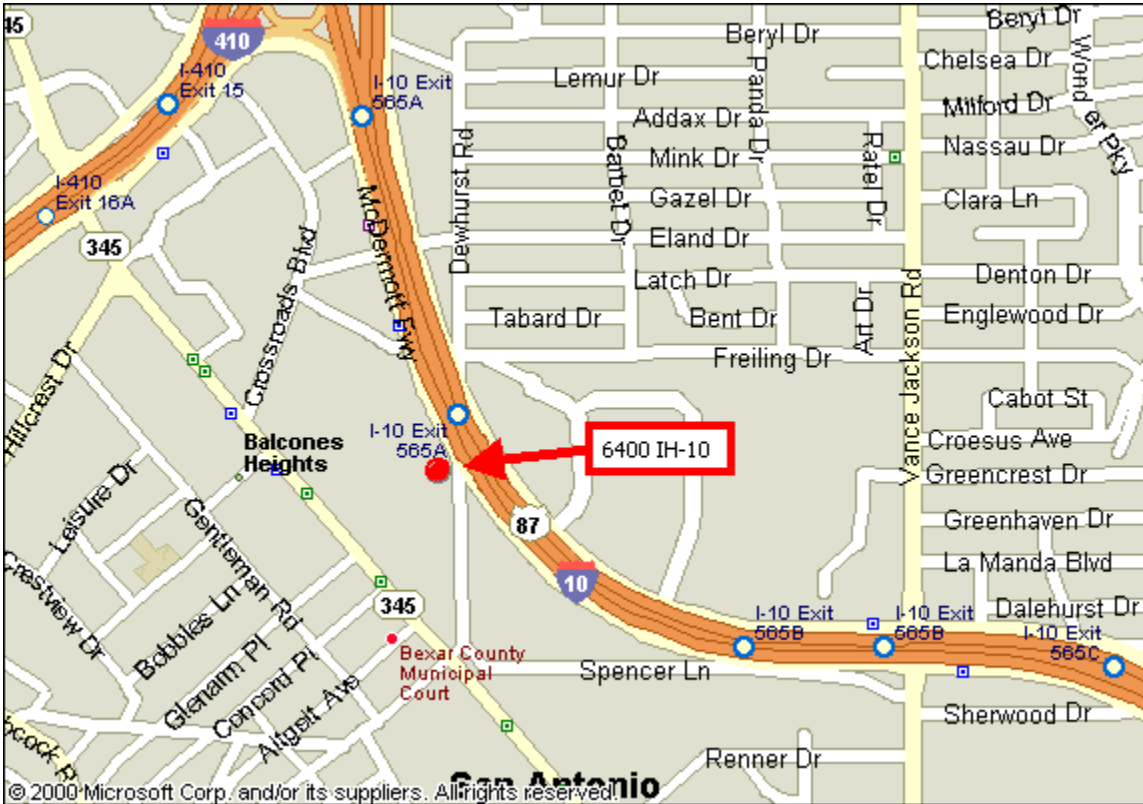 45
410
I-410
Exit 15
I-10 Exit
565A
Beryl Dr
Beryl Dr
Lemur Dr
Chelsea Dr
Wonder Pky
Panda Dr
Addax Dr
Milford Dr
Dewhurst Rd
Barbet Dr
Mink Dr
Ratel Dr
Nassau Dr
I-410
Exit 16A
McDermott Fwy
Gazel Dr
Clara Ln
345
Crossroads Blvd
Eland Dr
Latch Dr
Denton Dr
Vance Jackson Rd
Tabard Dr
Bent Dr
Art Dr
Englewood Dr
Hillcrest Dr
Freiling Dr
Cabot St
I-10 Exit
565A
Balcones
Heights
6400 IH-10
Croesus Ave
Greencrest Dr
Leisure Dr
Gentleman Rd
87
Greenhaven Dr
La Manda Blvd
10
Crestview Dr
Bobbies Ln
345
I-10 Exit
565B
I-10 Exit
565B
Dalehurst Dr
I-10 Exit
565C
Glenarm Pl
Concord Pl
Altgelt Ave
Bexar County
Municipal
Court
Spencer Ln
Sherwood Dr
Renner Dr
San Antonio
© 2000 Microsoft Corp. and/or its suppliers. All rights reserved.